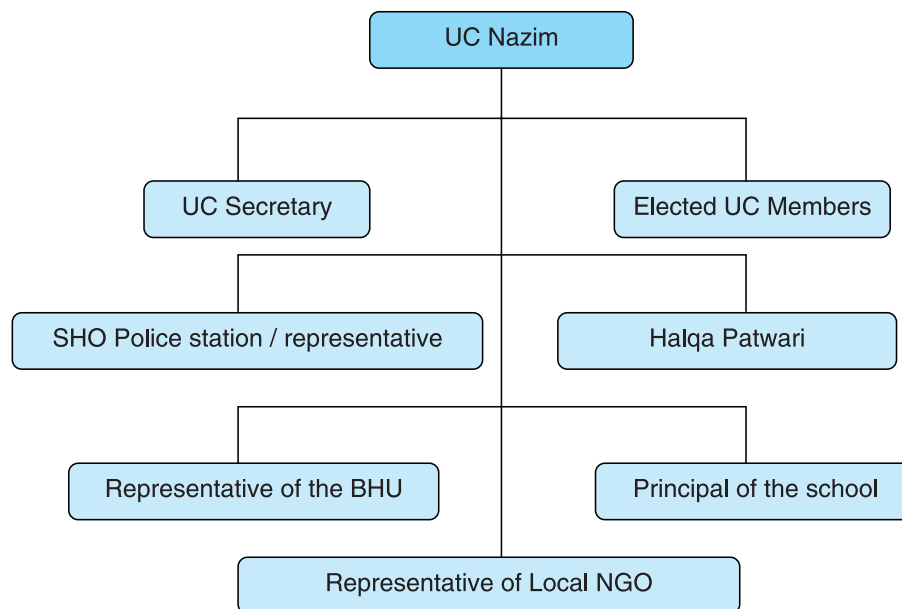 UC Nazim
UC Secretary
Elected UC Members
SHO Police station / representative
Halqa Patwari
Representative of the BHU
Principal of the school
Representative of Local NGO